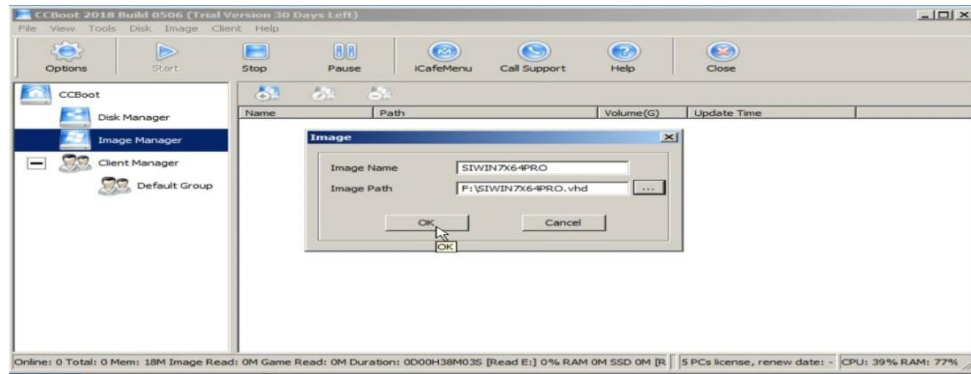 CCBoot 2018 Build 0506 (Trial Version 30 Days Left)
File View Tools Disk Image Client Help
Options Start Stop Pause iCafeMenu Call Support Help Close
CCBoot
Disk Manager
Image Manager
Client Manager
Default Group
Name Path Volume(G) Update Time
Image
Image Name SIWIN7X64PRO
Image Path F:\SIWIN7X64PRO.vhd ...
OK Cancel
OK
Online: 0 Total: 0 Mem: 18M Image Read: 0M Game Read: 0M Duration: 0D00H38M03S [Read E:] 0% RAM 0M SSD 0M [R 5 PCs license, renew date: - CPU: 39% RAM: 77%